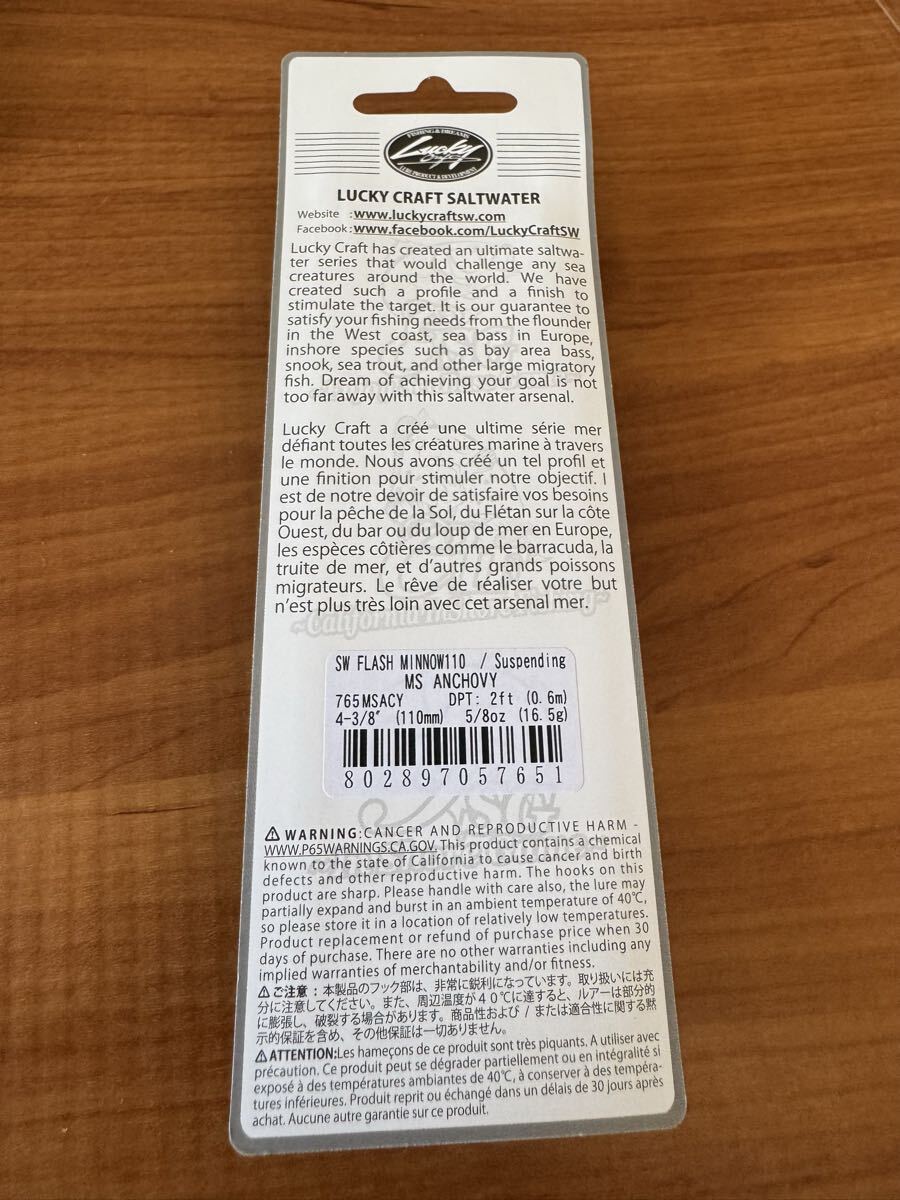 FISHING & DREAMS
Lucky
Craft
LURE PRODUCT & DEVELOPMENT
LUCKY CRAFT SALTWATER
Website :www.luckycraftsw.com
Facebook:www.facebook.com/LuckyCraftSW
Lucky Craft has created an ultimate saltwa-
ter series that would challenge any sea
creatures around the world. We have
created such a profile and a finish to
stimulate the target. It is our guarantee to
satisfy your fishing needs from the flounder
in the West coast, sea bass in Europe,
inshore species such as bay area bass,
snook, sea trout, and other large migratory
fish. Dream of achieving your goal is not
too far away with this saltwater arsenal.
Lucky Craft a créé une ultime série mer
défiant toutes les créatures marine à travers
le monde. Nous avons créé un tel profil et
une finition pour stimuler notre objectif. I
est de notre devoir de satisfaire vos besoins
pour la pêche de la Sol, du Flétan sur la côte
Ouest, du bar ou du loup de mer en Europe,
les espèces côtières comme le barracuda, la
truite de mer, et d'autres grands poissons
migrateurs. Le rêve de réaliser votre but
n'est plus très loin avec cet arsenal mer.
~California Inshore Fishing~
SW FLASH MINNOW110 / Suspending
MS ANCHOVY
765MSACY DPT: 2ft (0.6m)
4-3/8″ (110mm) 5/8oz (16.5g)
802897057651
⚠ WARNING:CANCER AND REPRODUCTIVE HARM -
WWW.P65WARNINGS.CA.GOV. This product contains a chemical
known to the state of California to cause cancer and birth
defects and other reproductive harm. The hooks on this
product are sharp. Please handle with care also, the lure may
partially expand and burst in an ambient temperature of 40℃,
so please store it in a location of relatively low temperatures.
Product replacement or refund of purchase price when 30
days of purchase. There are no other warranties including any
implied warranties of merchantability and/or fitness.
⚠ご注意：本製品のフック部は、非常に鋭利になっています。取り扱いには充
分に注意してください。また、周辺温度が４０℃に達すると、ルアーは部分的
に膨張し、破裂する場合があります。商品性および / または適合性に関する黙
示的保証を含め、その他保証は一切ありません。
⚠ATTENTION:Les hameçons de ce produit sont très piquants. A utiliser avec
précaution. Ce produit peut se dégrader partiellement ou en intégralité si
exposé à des températures ambiantes de 40℃, à conserver à des tempéra-
tures inférieures. Produit reprit ou échangé dans un délais de 30 jours après
achat. Aucune autre garantie sur ce produit.